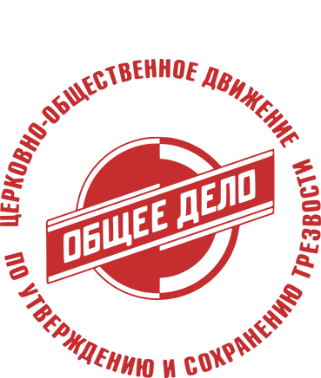 ЦЕРКОВНО-ОБЩЕСТВЕННОЕ ДВИЖЕНИЕ
ОБЩЕЕ ДЕЛО
ПО УТВЕРЖДЕНИЮ И СОХРАНЕНИЮ ТРЕЗВОСТИ